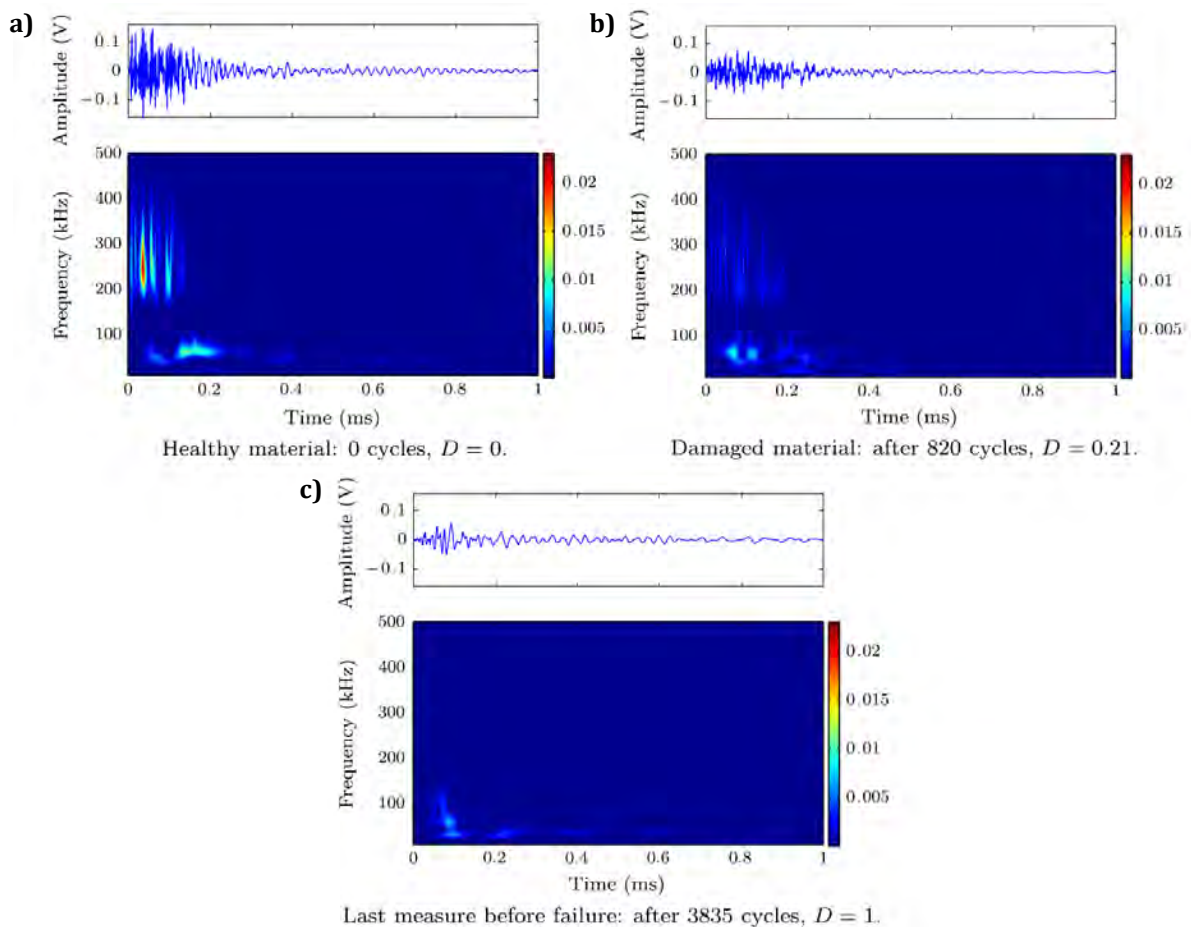 a)
Amplitude (V)
0.1
0
−0.1
Frequency (kHz)
500
400
300
200
100
0.02
0.015
0.01
0.005
0 0.2 0.4 0.6 0.8 1
Time (ms)
Healthy material: 0 cycles, D = 0.
b)
Amplitude (V)
0.1
0
−0.1
Frequency (kHz)
500
400
300
200
100
0.02
0.015
0.01
0.005
0 0.2 0.4 0.6 0.8 1
Time (ms)
Damaged material: after 820 cycles, D = 0.21.
c)
Amplitude (V)
0.1
0
−0.1
Frequency (kHz)
500
400
300
200
100
0.02
0.015
0.01
0.005
0 0.2 0.4 0.6 0.8 1
Time (ms)
Last measure before failure: after 3835 cycles, D = 1.